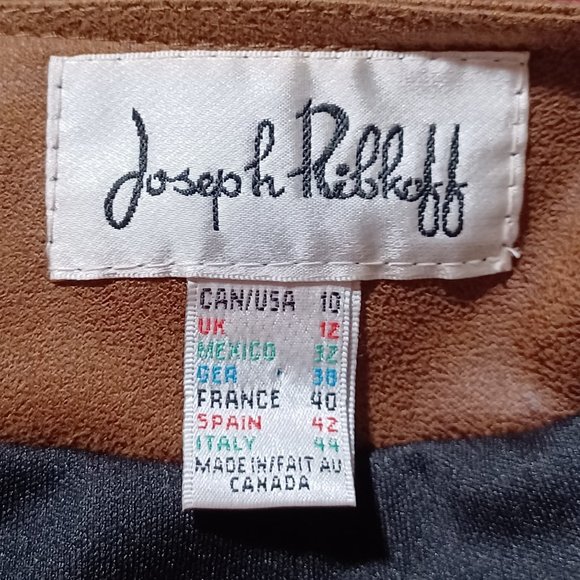 Joseph Ribkoff
CAN/USA 10
UK 12
MEXICO 32
GER 38
FRANCE 40
SPAIN 42
ITALY 44
MADE IN/FAIT AU
CANADA